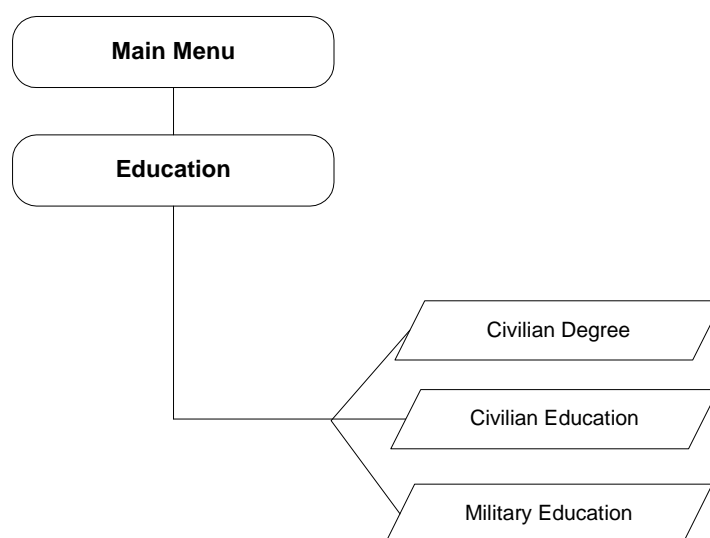 Main Menu
Education
Civilian Degree
Civilian Education
Military Education